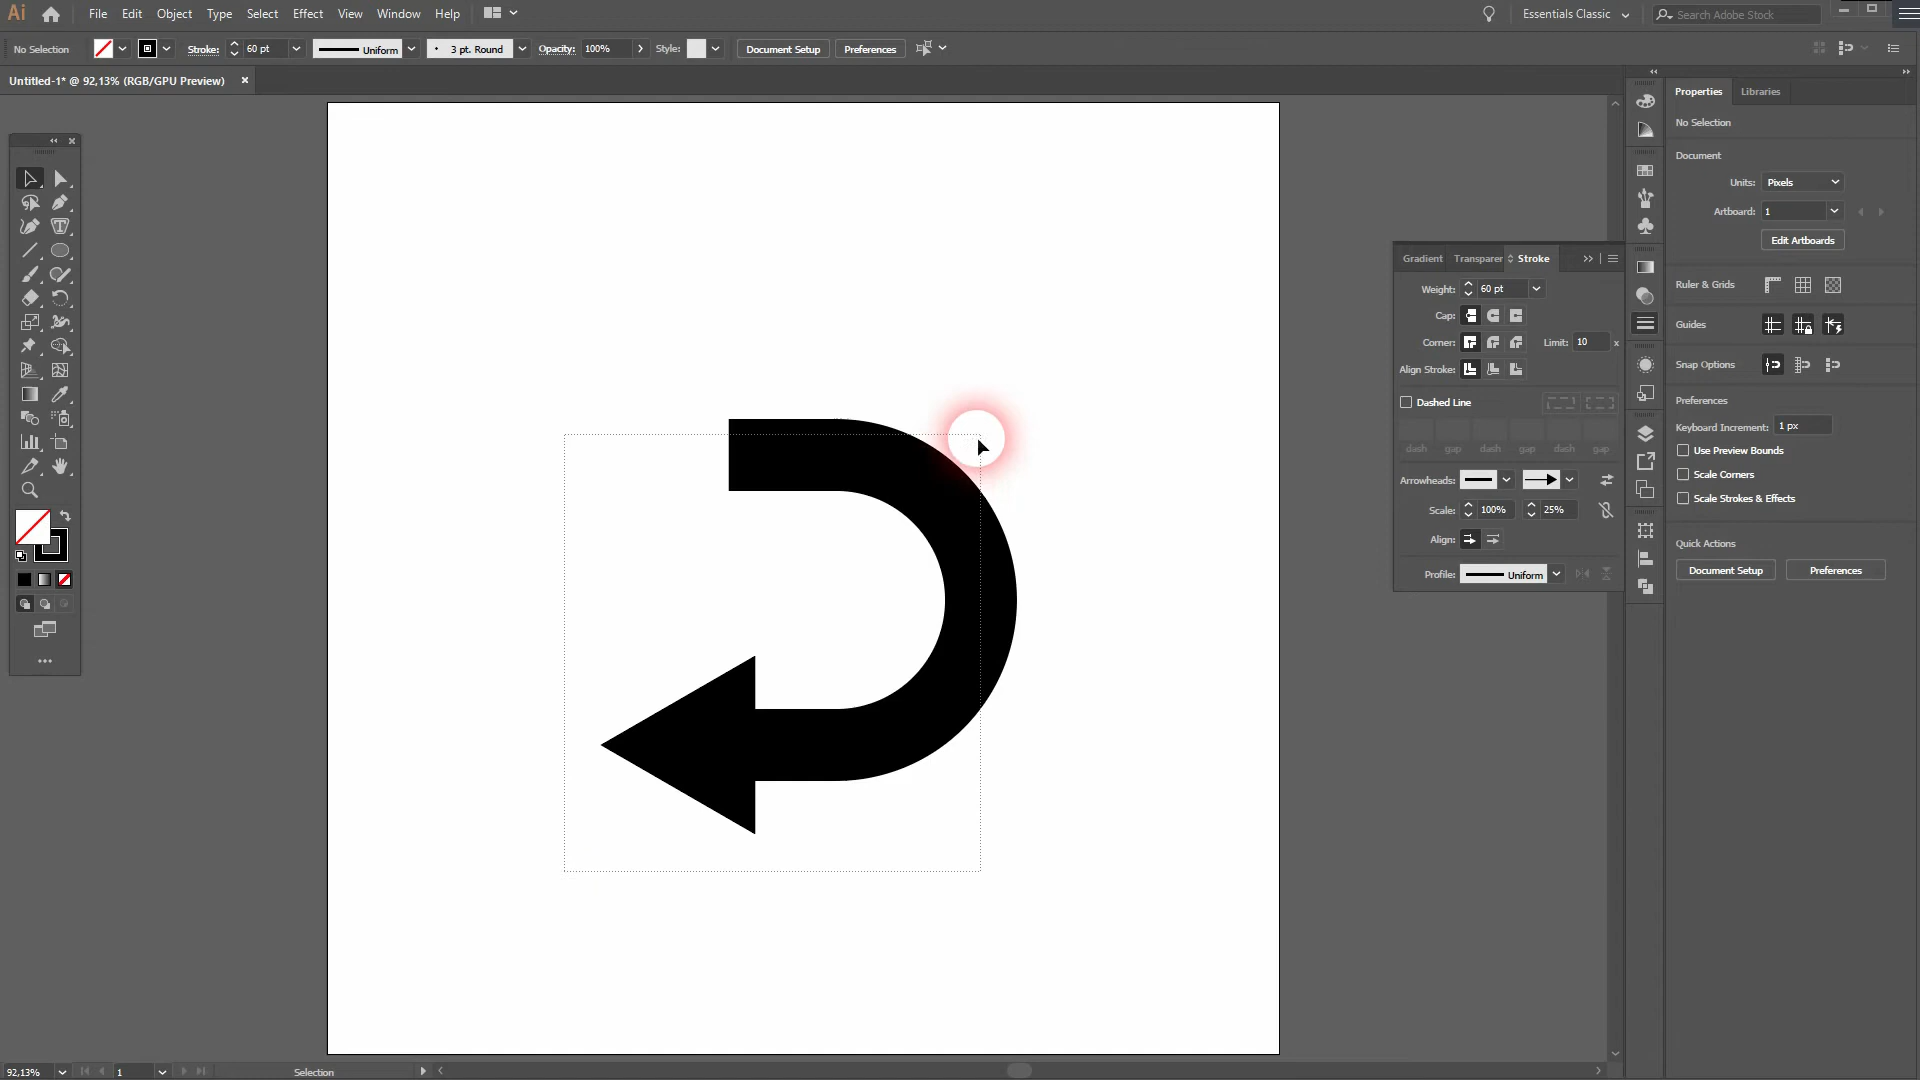 Ai File Edit Object Type Select Effect View Window Help Essentials Classic Search Adobe Stock
No Selection Stroke: 60 pt Uniform 3 pt. Round Opacity: 100% Style: Document Setup Preferences
Untitled-1* @ 92,13% (RGB/GPU Preview)
Properties Libraries
No Selection
Document
Units: Pixels
Artboard: 1
Edit Artboards
Ruler & Grids
Guides
Snap Options
Preferences
Keyboard Increment: 1 px
Use Preview Bounds
Scale Corners
Scale Strokes & Effects
Quick Actions
Document Setup Preferences
Gradient Transparer Stroke
Weight: 60 pt
Cap:
Corner: Limit: 10 x
Align Stroke:
Dashed Line
dash gap dash gap dash gap
Arrowheads:
Scale: 100% 25%
Align:
Profile: Uniform
92,13% 1 Selection